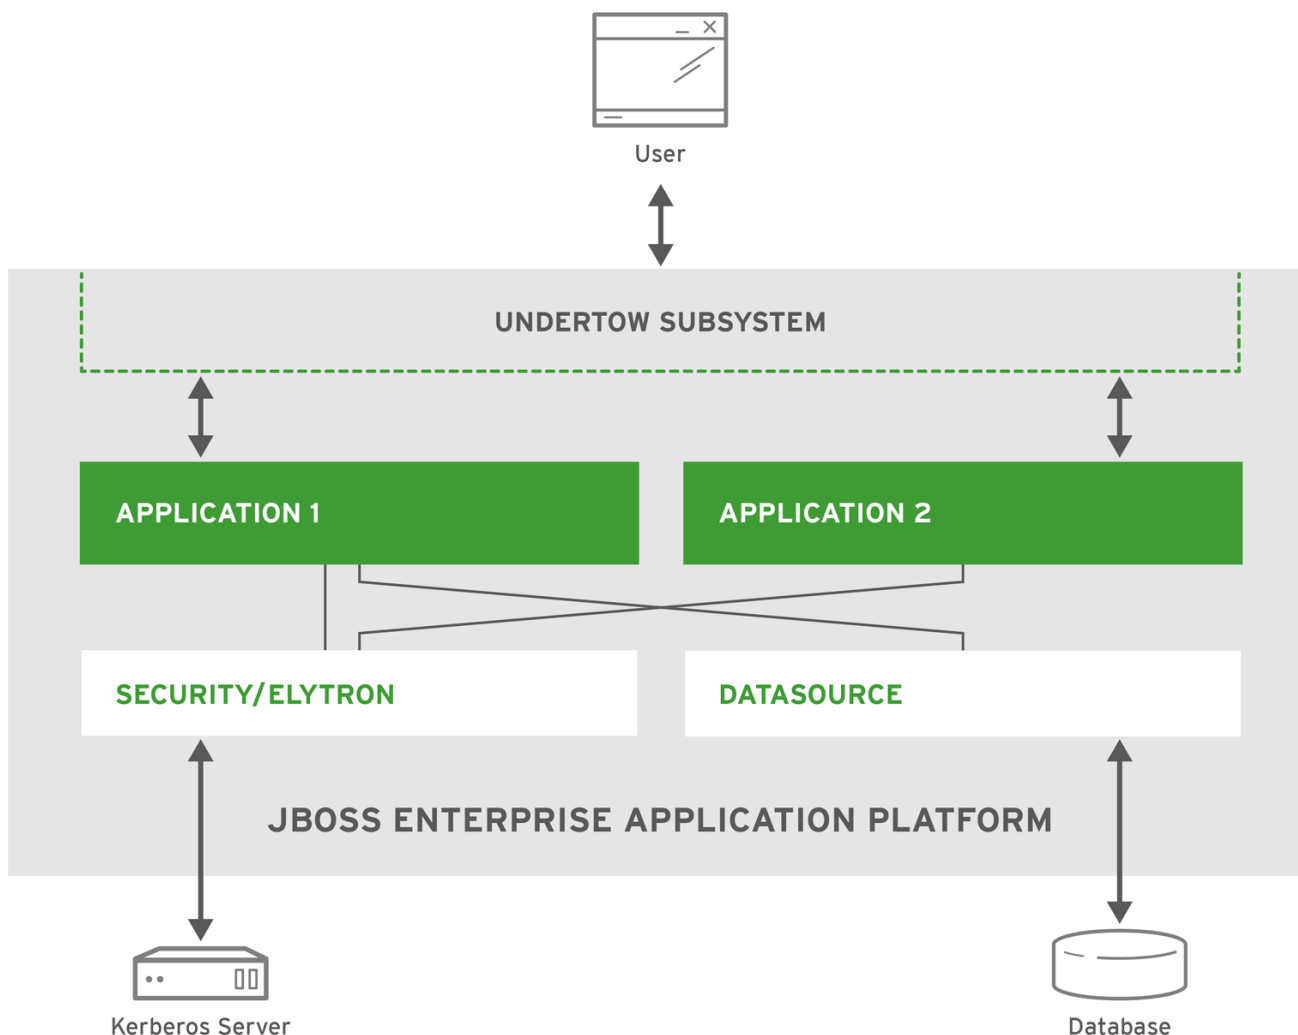 User
UNDERTOW SUBSYSTEM
APPLICATION 1
APPLICATION 2
SECURITY/ELYTRON
DATASOURCE
JBOSS ENTERPRISE APPLICATION PLATFORM
Kerberos Server
Database